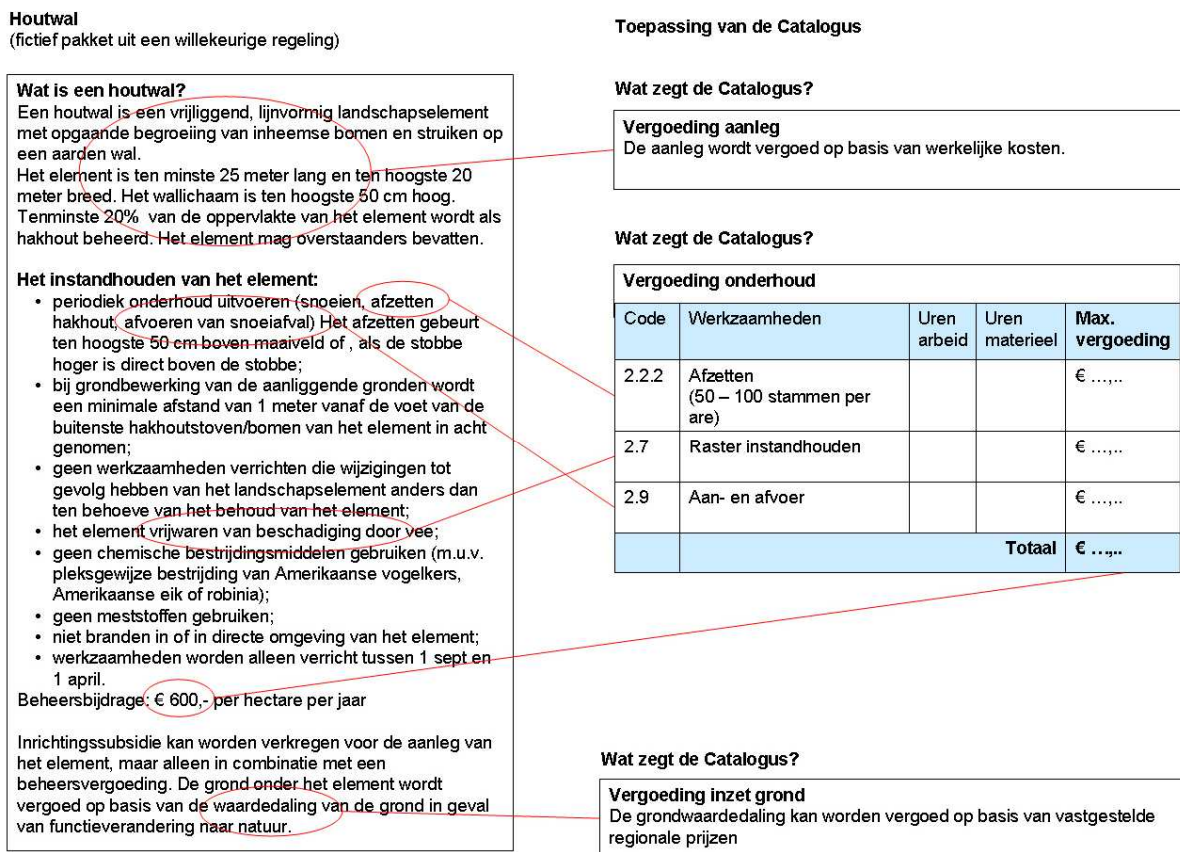 Houtwal
(fictief pakket uit een willekeurige regeling)
Wat is een houtwal?
Een houtwal is een vrijliggend, lijnvormig landschapselement
met opgaande begroeiing van inheemse bomen en struiken op
een aarden wal.
Het element is ten minste 25 meter lang en ten hoogste 20
meter breed. Het wallichaam is ten hoogste 50 cm hoog.
Tenminste 20% van de oppervlakte van het element wordt als
hakhout beheerd. Het element mag overstaanders bevatten.
Het instandhouden van het element:
• periodiek onderhoud uitvoeren (snoeien, afzetten
hakhout, afvoeren van snoeiafval) Het afzetten gebeurt
ten hoogste 50 cm boven maaiveld of , als de stobbe
hoger is direct boven de stobbe;
• bij grondbewerking van de aanliggende gronden wordt
een minimale afstand van 1 meter vanaf de voet van de
buitenste hakhoutstoven/bomen van het element in acht
genomen;
• geen werkzaamheden verrichten die wijzigingen tot
gevolg hebben van het landschapselement anders dan
ten behoeve van het behoud van het element;
• het element vrijwaren van beschadiging door vee;
• geen chemische bestrijdingsmiddelen gebruiken (m.u.v.
pleksgewijze bestrijding van Amerikaanse vogelkers,
Amerikaanse eik of robinia);
• geen meststoffen gebruiken;
• niet branden in of in directe omgeving van het element;
• werkzaamheden worden alleen verricht tussen 1 sept en
1 april.
Beheersbijdrage: € 600,- per hectare per jaar
Inrichtingssubsidie kan worden verkregen voor de aanleg van
het element, maar alleen in combinatie met een
beheersvergoeding. De grond onder het element wordt
vergoed op basis van de waardedaling van de grond in geval
van functieverandering naar natuur.
Toepassing van de Catalogus
Wat zegt de Catalogus?
Vergoeding aanleg
De aanleg wordt vergoed op basis van werkelijke kosten.
Wat zegt de Catalogus?
Vergoeding onderhoud
Code Werkzaamheden Uren arbeid Uren materieel Max. vergoeding
2.2.2 Afzetten € ...,..
(50 – 100 stammen per
are)
2.7 Raster instandhouden € ...,..
2.9 Aan- en afvoer € ...,..
Totaal € ...,..
Wat zegt de Catalogus?
Vergoeding inzet grond
De grondwaardedaling kan worden vergoed op basis van vastgestelde
regionale prijzen